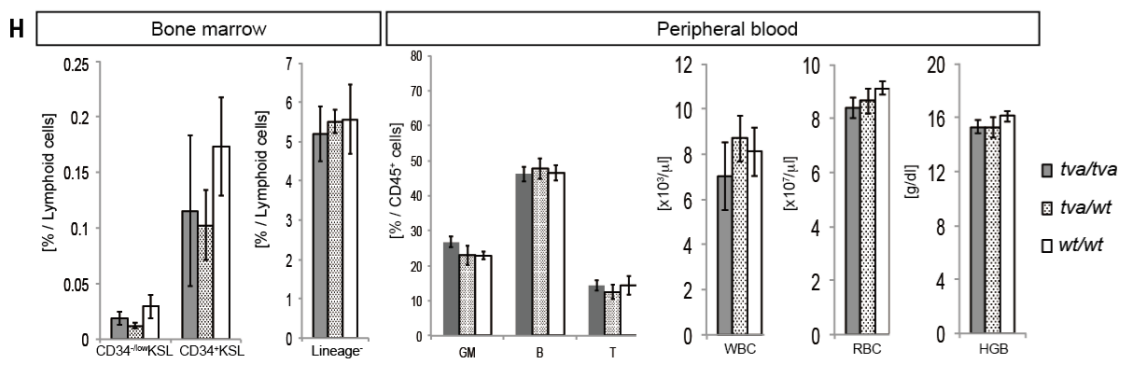 H
Bone marrow
Peripheral blood
[% / Lymphoid cells]
0.25
0.2
0.15
0.1
0.05
0
CD34⁻/lowKSL
CD34⁺KSL
[% / Lymphoid cells]
7
6
5
4
3
2
1
0
Lineage⁻
[% / CD45⁺ cells]
80
70
60
50
40
30
20
10
0
GM
B
T
[x10³/µl]
12
10
8
6
4
2
0
WBC
[x10⁷/µl]
10
8
6
4
2
0
RBC
[g/dl]
20
16
12
8
4
0
HGB
tva/tva
tva/wt
wt/wt